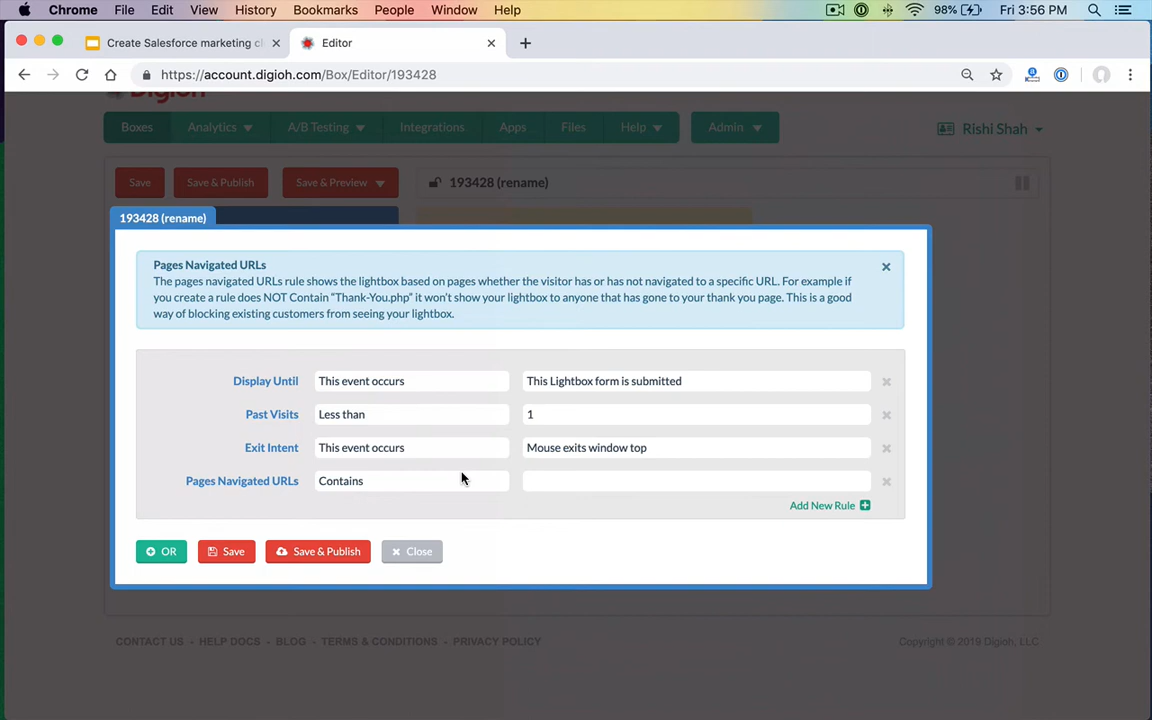 Chrome File Edit View History Bookmarks People Window Help 98% Fri 3:56 PM
Create Salesforce marketing cl Editor
https://account.digioh.com/Box/Editor/193428
Digioh
Boxes Analytics A/B Testing Integrations Apps Files Help Admin Rishi Shah
Save Save & Publish Save & Preview 193428 (rename)
193428 (rename)
Pages Navigated URLs
The pages navigated URLs rule shows the lightbox based on pages whether the visitor has or has not navigated to a specific URL. For example if
you create a rule does NOT Contain “Thank-You.php” it won’t show your lightbox to anyone that has gone to your thank you page. This is a good
way of blocking existing customers from seeing your lightbox.
Display Until This event occurs This Lightbox form is submitted
Past Visits Less than 1
Exit Intent This event occurs Mouse exits window top
Pages Navigated URLs Contains
Add New Rule
OR Save Save & Publish Close
CONTACT US - HELP DOCS - BLOG - TERMS & CONDITIONS - PRIVACY POLICY Copyright © 2019 Digioh, LLC.